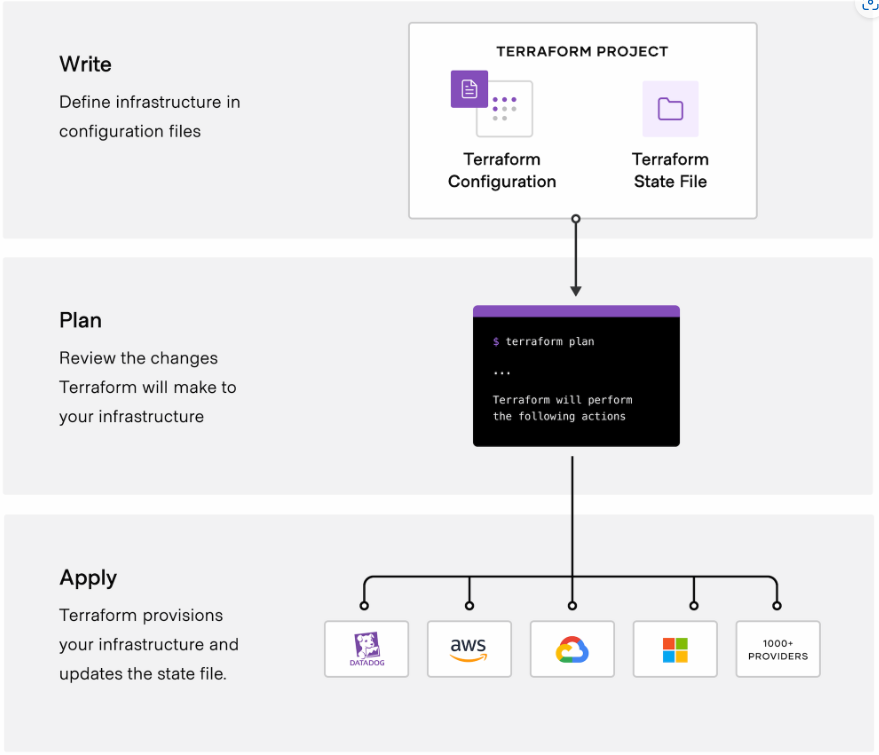 Write
Define infrastructure in
configuration files
TERRAFORM PROJECT
Terraform
Configuration
Terraform
State File
Plan
Review the changes
Terraform will make to
your infrastructure
$ terraform plan
...
Terraform will perform
the following actions
Apply
Terraform provisions
your infrastructure and
updates the state file.
DATADOG
aws
1000+
PROVIDERS